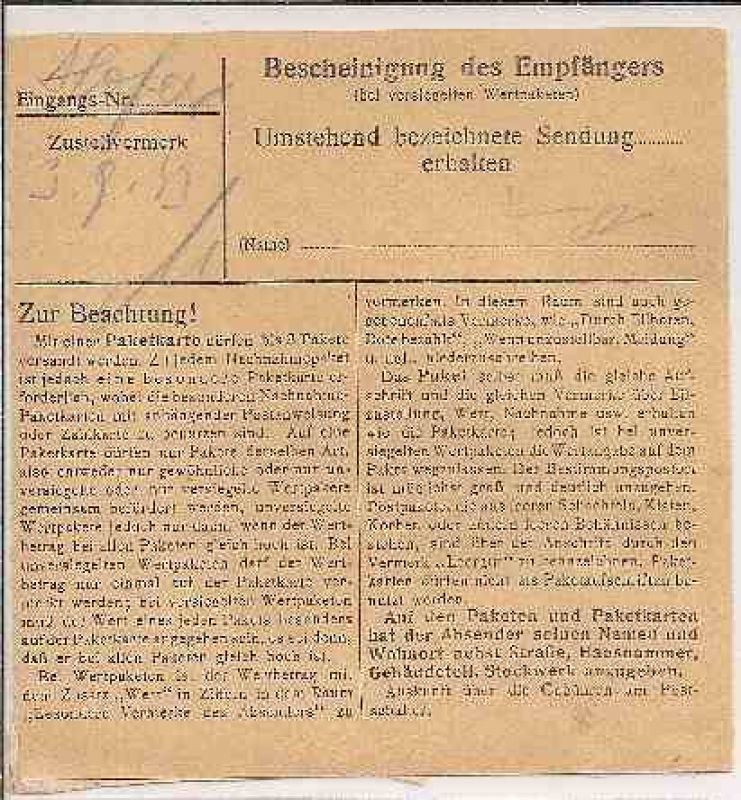 Eingangs-Nr. ............
Zustellvermerk
3. 9. 43
Bescheinigung des Empfängers
(bei versiegelten Wertpaketen)
Umstehend bezeichnete Sendung..........
erhalten
(Name) ............
Zur Beachtung!
Mit einer Paketkarte dürfen bis 3 Pakete
versandt werden. Zu jedem Nachnahmepaket
ist jedoch eine besondere Paketkarte er-
forderlich, wobei die besonderen Nachnahme-
Paketkarten mit anhängender Postanweisung
oder Zahlkarte zu benutzen sind. Auf eine
Paketkarte dürfen nur Pakete derselben Art,
also entweder nur gewöhnliche oder nur un-
versiegelte oder nur versiegelte Wertpakete
gemeinsam befördert werden, unversiegelte
Wertpakete jedoch nur dann, wenn der Wert-
betrag bei allen Paketen gleich hoch ist. Bei
unversiegelten Wertpaketen darf der Wert-
betrag nur einmal auf der Paketkarte ver-
merkt werden; bei versiegelten Wertpaketen
muß der Wert eines jeden Pakets besonders
auf der Paketkarte angegeben sein, es sei denn,
daß er bei allen Paketen gleich hoch ist.
Bei Wertpaketen ist der Wertbetrag mit
dem Zusatz „Wert“ in Ziffern in dem Raum
„Besondere Vermerke des Absenders“ zu
vermerken. In diesem Raum sind auch ge-
gebenenfalls Vermerke, wie „Durch Eilboten,
Bote bezahlt“, „Wenn unzustellbar, Meldung“
u. dgl. niederzuschreiben.
Das Paket selbst muß die gleiche Auf-
schrift und die gleichen Vermerke über Eil-
zustellung, Wert, Nachnahme usw. erhalten
wie die Paketkarte; jedoch ist bei unver-
siegelten Wertpaketen die Wertangabe auf dem
Paket wegzulassen. Der Bestimmungspostort
ist möglichst groß und deutlich anzugeben.
Postpakete, die aus leeren Schachteln, Kisten,
Körben oder andern leeren Behältnissen be-
stehen, sind über der Anschrift durch den
Vermerk „Leergut“ zu kennzeichnen. Paket-
karten dürfen nicht als Paketaufschriften be-
nutzt werden.
Auf den Paketen und Paketkarten
hat der Absender seinen Namen und
Wohnort nebst Straße, Hausnummer,
Gebäudeteil, Stockwerk anzugeben.
Auskunft über die Gebühren am Post-
schalter.